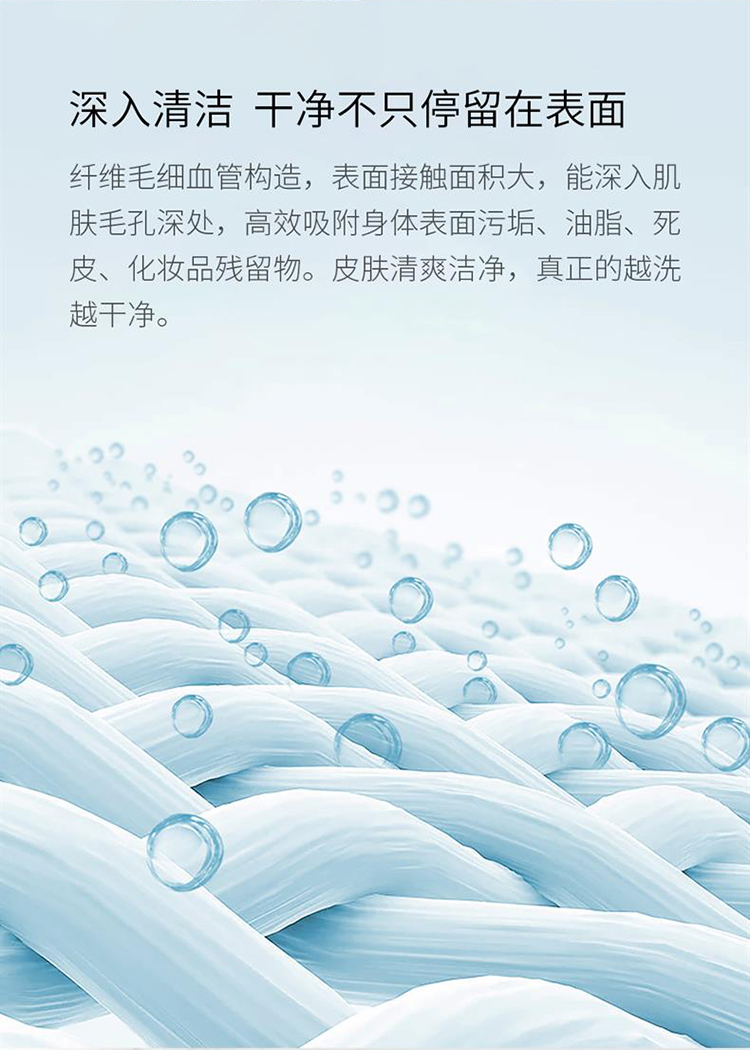 深入清洁 干净不只停留在表面
纤维毛细血管构造，表面接触面积大，能深入肌
肤毛孔深处，高效吸附身体表面污垢、油脂、死
皮、化妆品残留物。皮肤清爽洁净，真正的越洗
越干净。